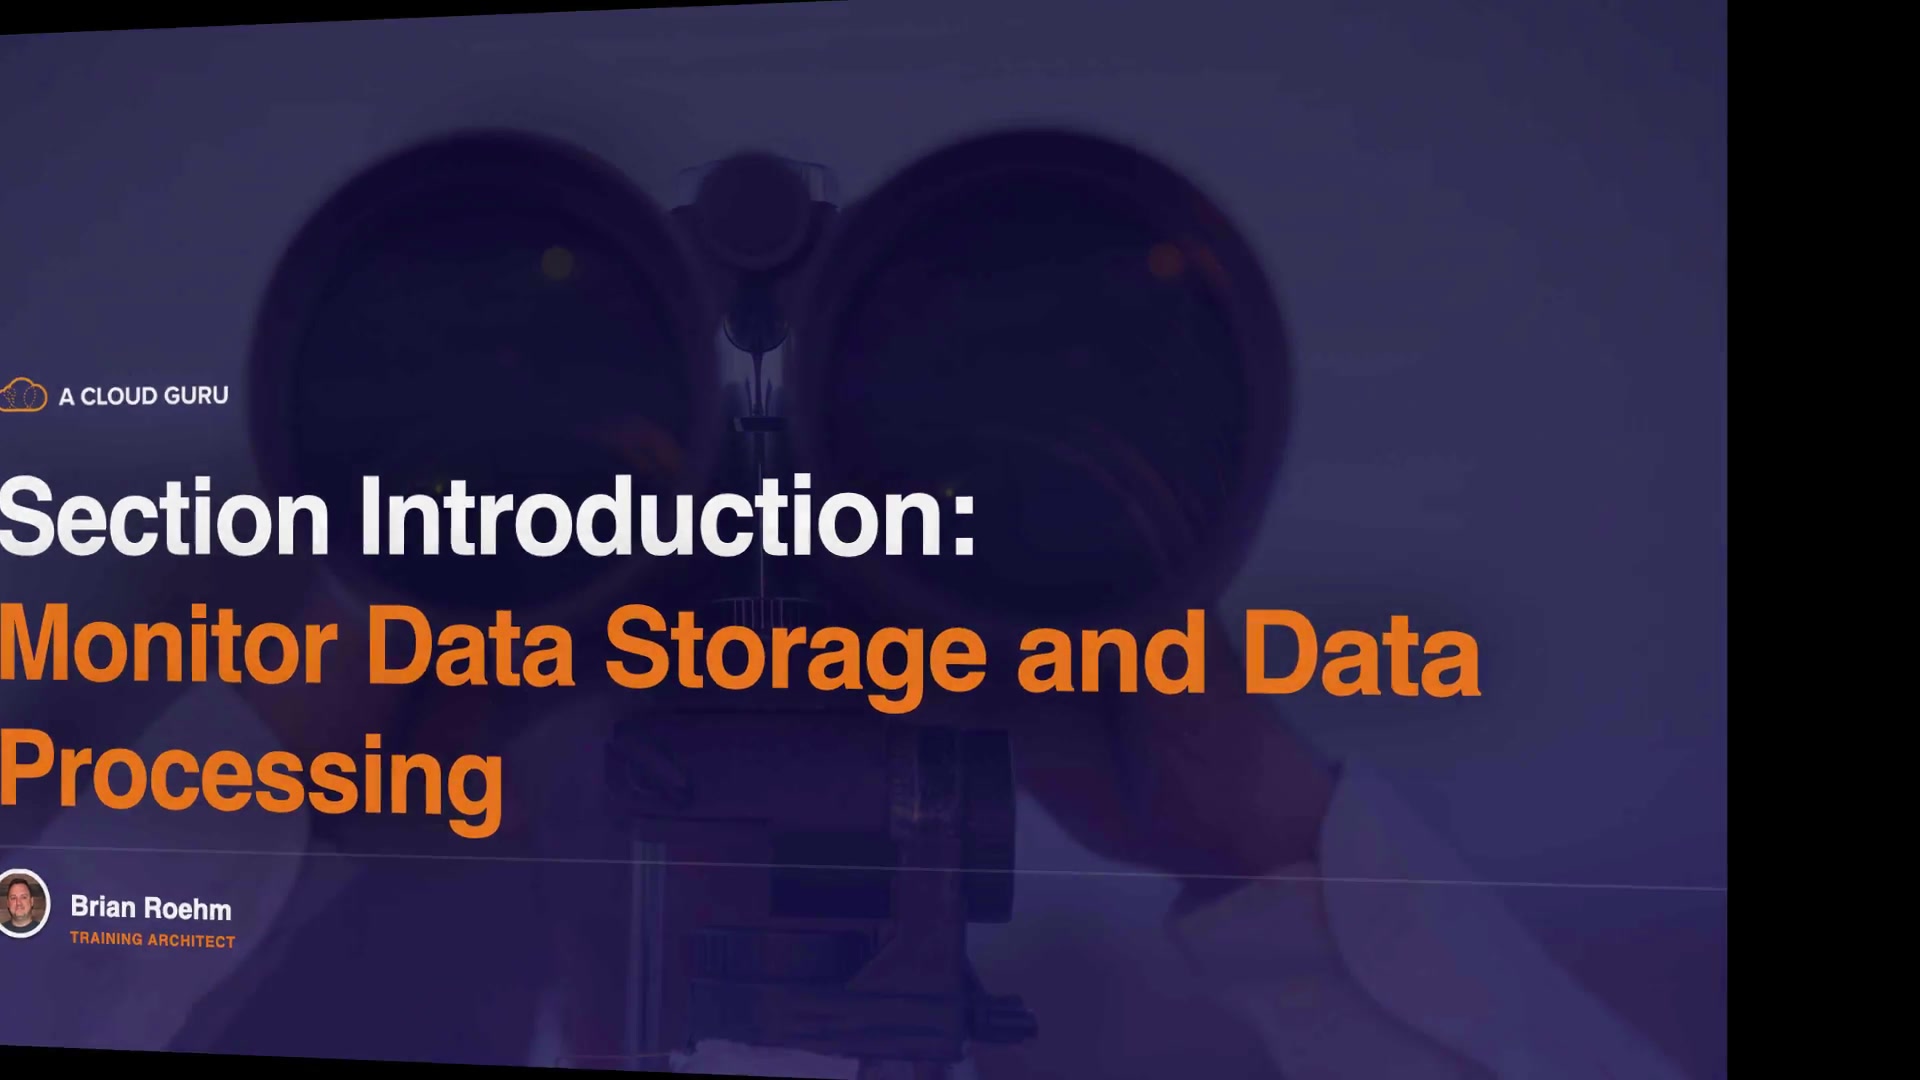 A CLOUD GURU
Section Introduction:
Monitor Data Storage and Data
Processing
Brian Roehm
TRAINING ARCHITECT